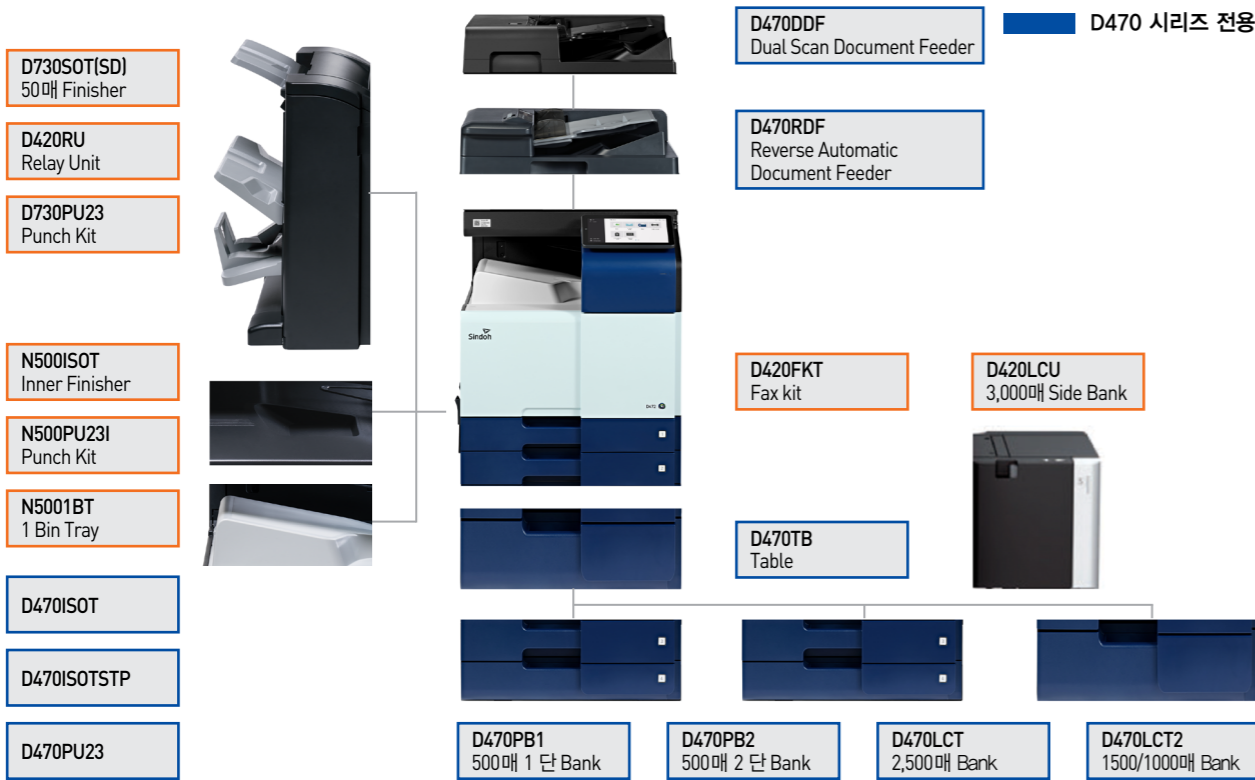 D470DDF
Dual Scan Document Feeder
D470 시리즈 전용
D730SOT(SD)
50매 Finisher
D420RU
Relay Unit
D470RDF
Reverse Automatic
Document Feeder
D730PU23
Punch Kit
Sindoh
D470
N500ISOT
Inner Finisher
D420FKT
Fax kit
D420LCU
3,000매 Side Bank
N500PU23I
Punch Kit
N5001BT
1 Bin Tray
D470TB
Table
D470ISOT
D470ISOTSTP
D470PU23
D470PB1
500매 1 단 Bank
D470PB2
500매 2 단 Bank
D470LCT
2,500매 Bank
D470LCT2
1500/1000매 Bank